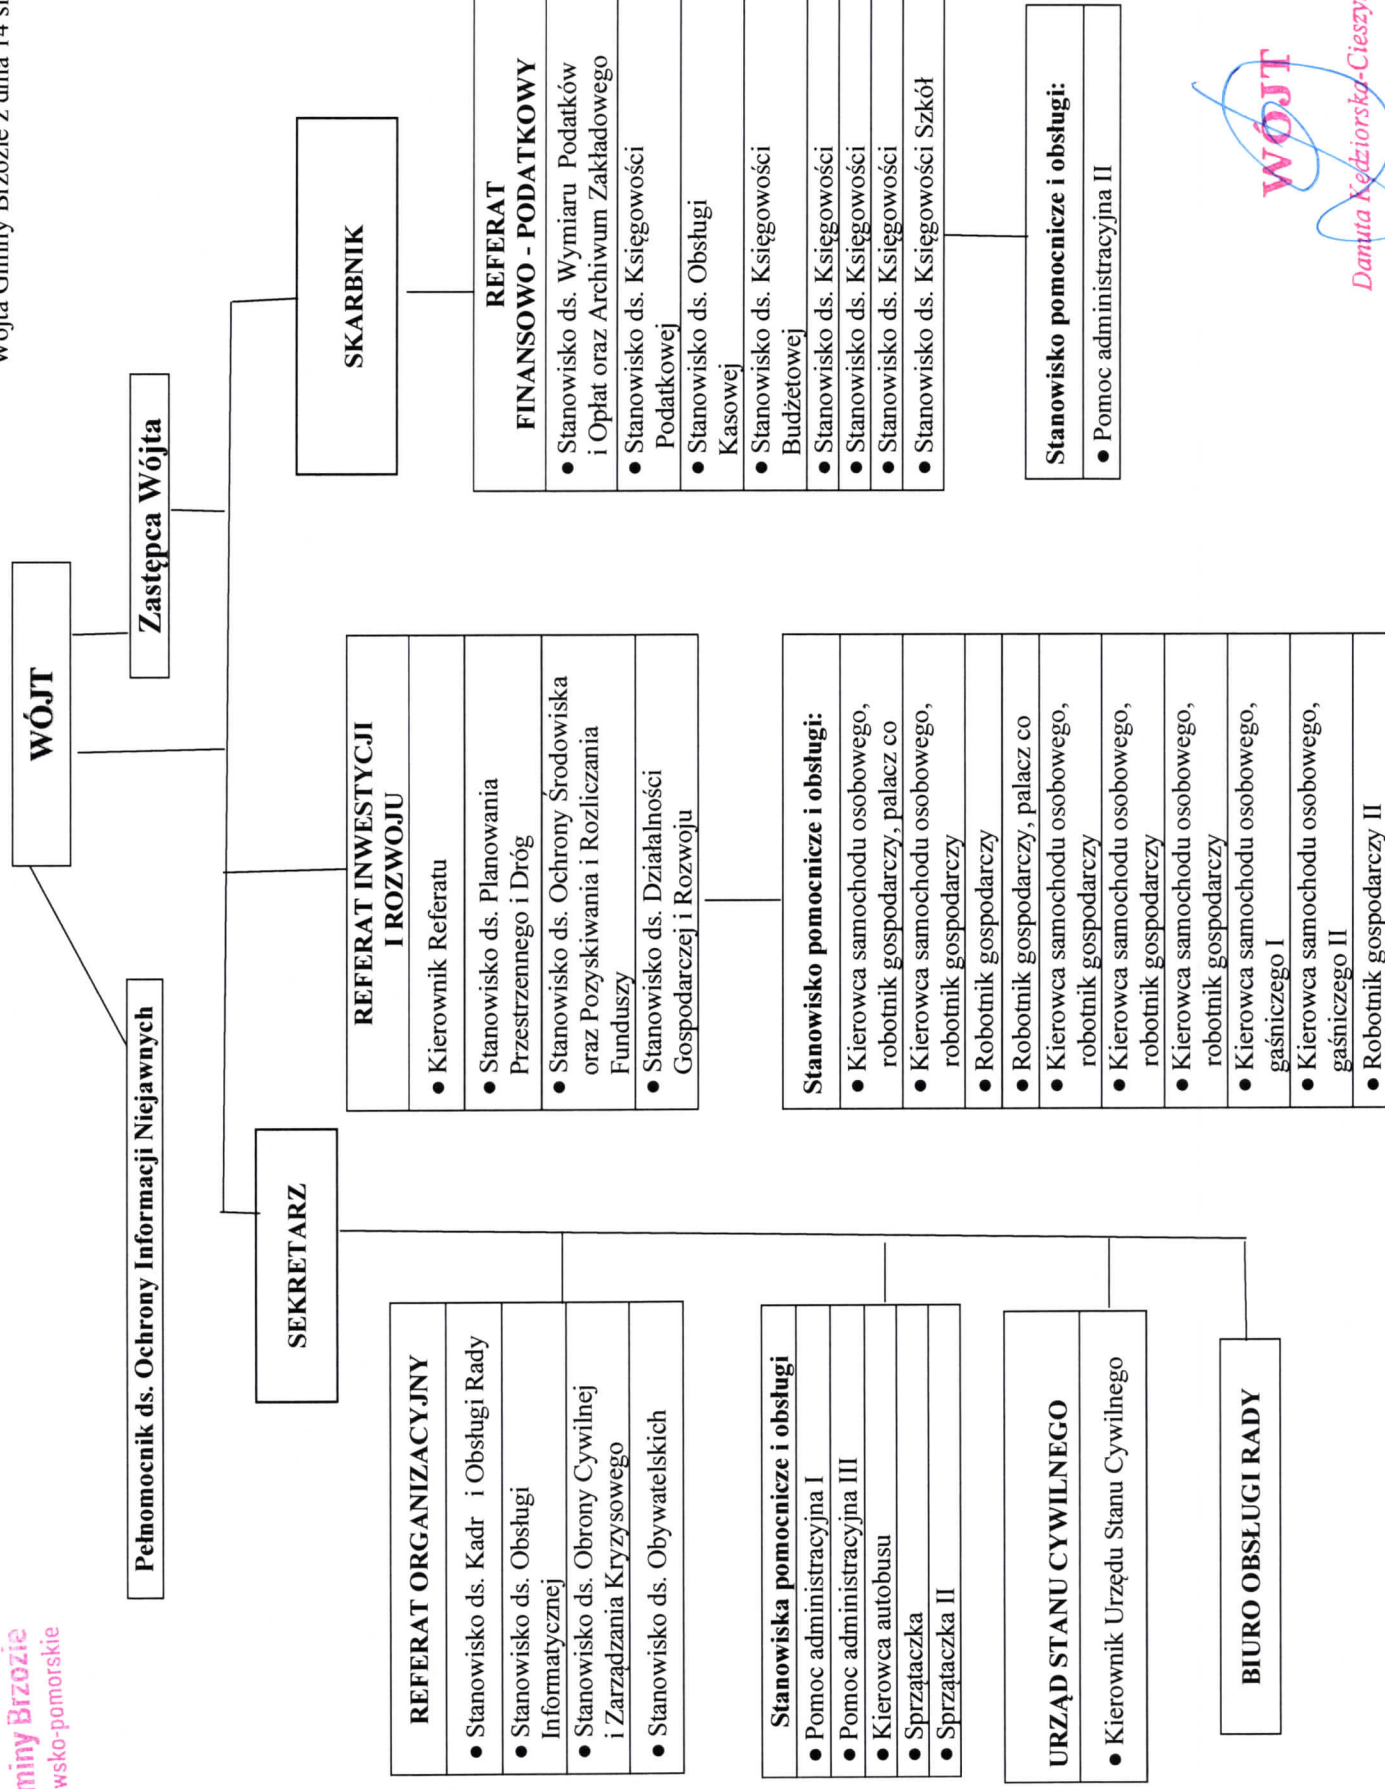 miny Brzozie
wsko-pomorskie
Wójta Gminy Brzozie z dnia 14
WÓJT
Zastępca Wójta
Pełnomocnik ds. Ochrony Informacji Niejawnych
SEKRETARZ
REFERAT ORGANIZACYJNY
● Stanowisko ds. Kadr i Obsługi Rady
● Stanowisko ds. Obsługi
Informatycznej
● Stanowisko ds. Obrony Cywilnej
i Zarządzania Kryzysowego
● Stanowisko ds. Obywatelskich
Stanowiska pomocnicze i obsługi
● Pomoc administracyjna I
● Pomoc administracyjna III
● Kierowca autobusu
● Sprzątaczka
● Sprzątaczka II
URZĄD STANU CYWILNEGO
● Kierownik Urzędu Stanu Cywilnego
BIURO OBSŁUGI RADY
REFERAT INWESTYCJI
I ROZWOJU
● Kierownik Referatu
● Stanowisko ds. Planowania
Przestrzennego i Dróg
● Stanowisko ds. Ochrony Środowiska
oraz Pozyskiwania i Rozliczania
Funduszy
● Stanowisko ds. Działalności
Gospodarczej i Rozwoju
Stanowisko pomocnicze i obsługi:
● Kierowca samochodu osobowego,
robotnik gospodarczy, palacz co
● Kierowca samochodu osobowego,
robotnik gospodarczy
● Robotnik gospodarczy
● Robotnik gospodarczy, palacz co
● Kierowca samochodu osobowego,
robotnik gospodarczy
● Kierowca samochodu osobowego,
robotnik gospodarczy
● Kierowca samochodu osobowego,
robotnik gospodarczy
● Kierowca samochodu osobowego,
gaśniczego I
● Kierowca samochodu osobowego,
gaśniczego II
● Robotnik gospodarczy II
SKARBNIK
REFERAT
FINANSOWO - PODATKOWY
● Stanowisko ds. Wymiaru Podatków
i Opłat oraz Archiwum Zakładowego
● Stanowisko ds. Księgowości
Podatkowej
● Stanowisko ds. Obsługi
Kasowej
● Stanowisko ds. Księgowości
Budżetowej
● Stanowisko ds. Księgowości
● Stanowisko ds. Księgowości
● Stanowisko ds. Księgowości
● Stanowisko ds. Księgowości Szkół
Stanowisko pomocnicze i obsługi:
● Pomoc administracyjna II
WÓJT
Danuta Kędziorska-Cieszy